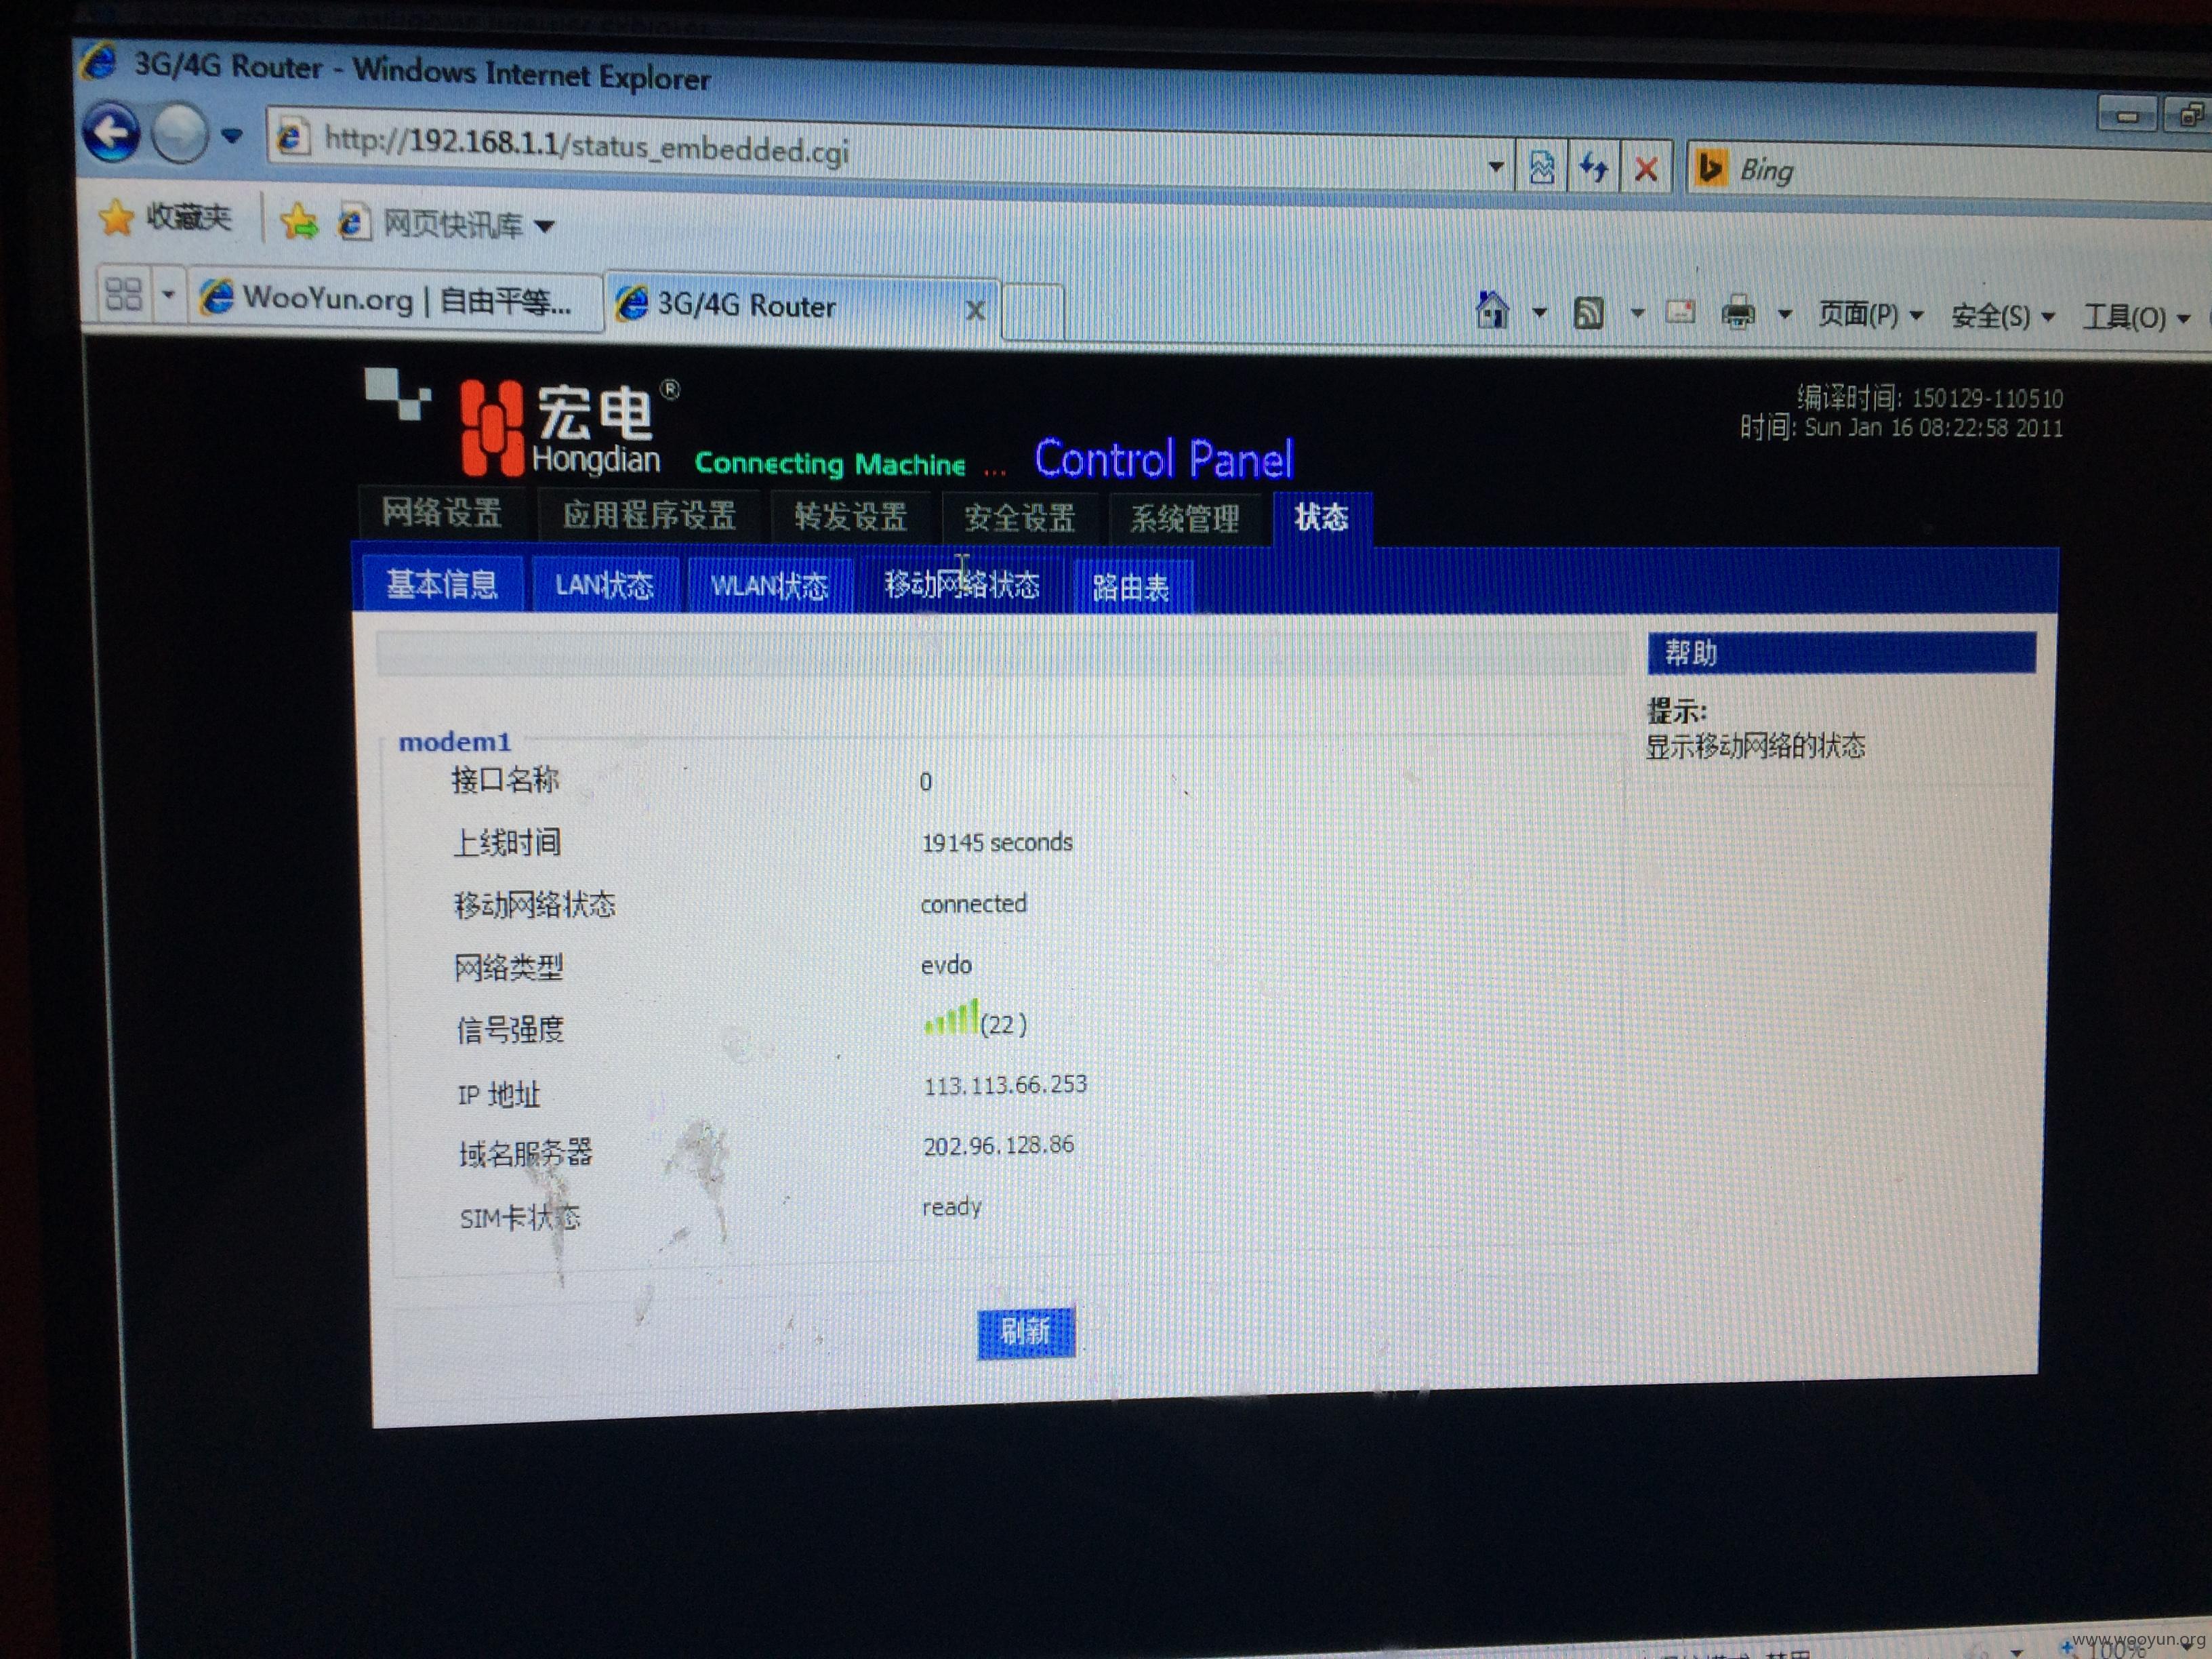 3G/4G Router - Windows Internet Explorer
http://192.168.1.1/status_embedded.cgi
Bing
收藏夹
网页快讯库
WooYun.org | 自由平等...
3G/4G Router
页面(P)
安全(S)
工具(O)
宏电®
Hongdian
Connecting Machine ...
Control Panel
编译时间: 150129-110510
时间: Sun Jan 16 08:22:58 2011
网络设置
应用程序设置
转发设置
安全设置
系统管理
状态
基本信息
LAN状态
WLAN状态
移动网络状态
路由表
帮助
提示:
显示移动网络的状态
modem1
接口名称 0
上线时间 19145 seconds
移动网络状态 connected
网络类型 evdo
信号强度 (22 )
IP 地址 113.113.66.253
域名服务器 202.96.128.86
SIM卡状态 ready
刷新
100%
www.wooyun.org